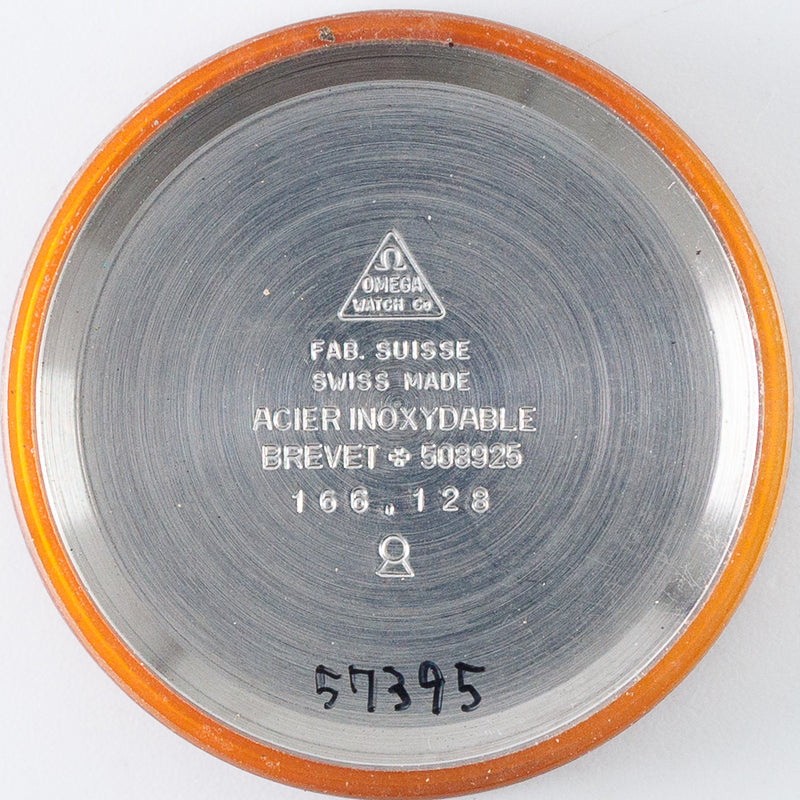 Ω
OMEGA
WATCH Co
FAB. SUISSE
SWISS MADE
ACIER INOXYDABLE
BREVET ✤ 508925
166.128
57395